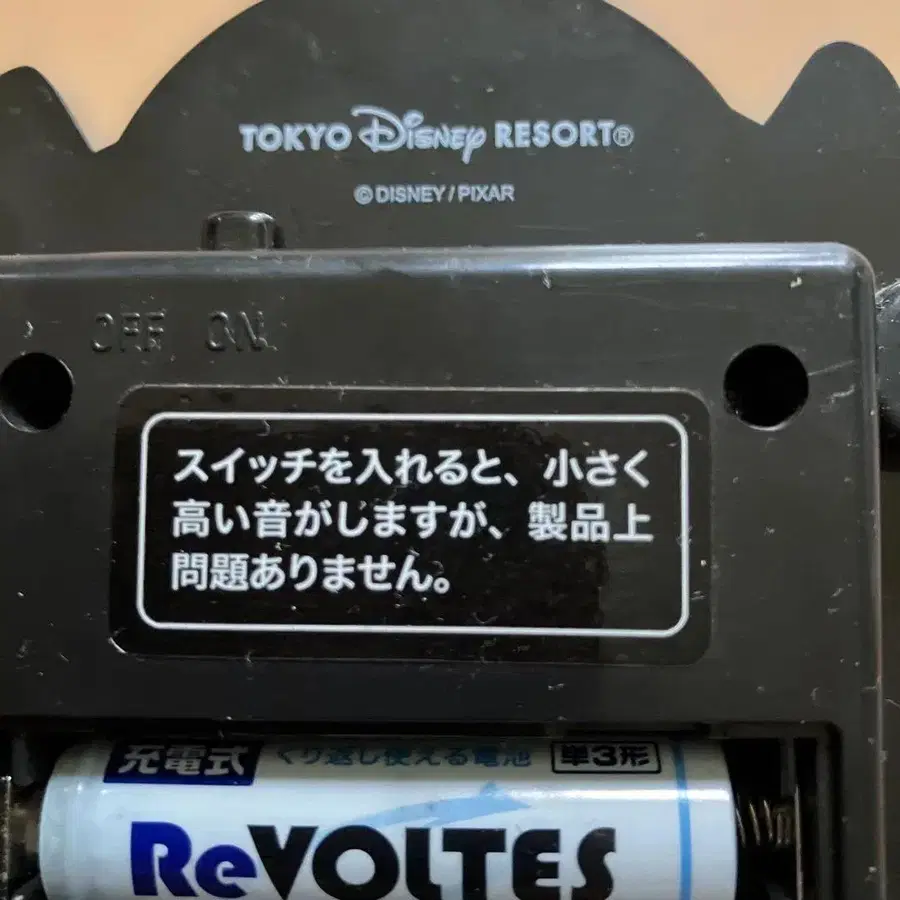 TOKYO Disney RESORT®
©DISNEY/PIXAR
OFF ON
スイッチを入れると、小さく
高い音がしますが、製品上
問題ありません。
充電式 くり返し使える電池 単3形
ReVOLTES